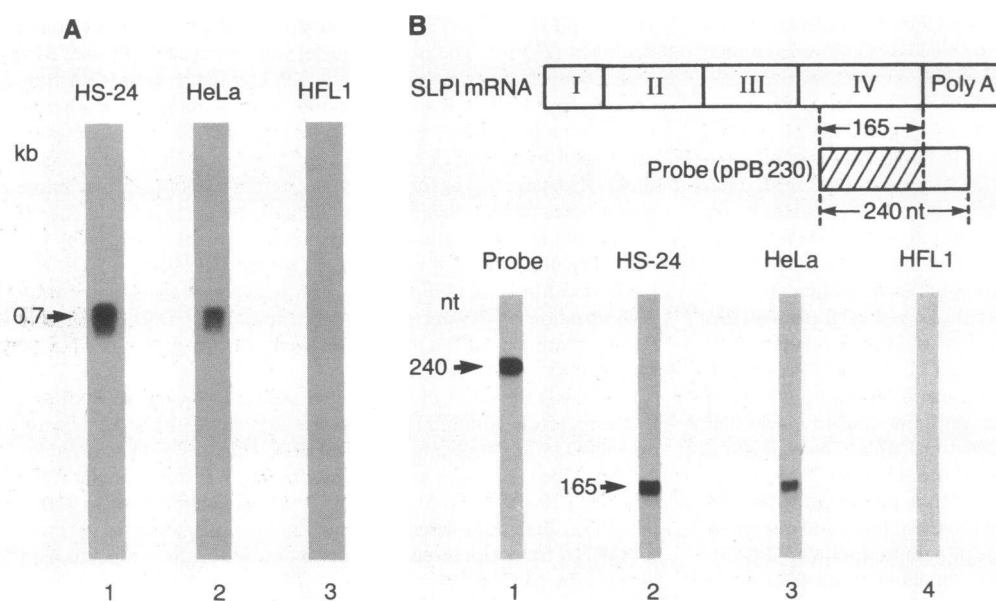 A
HS-24 HeLa HFL1
kb
0.7
1 2 3
B
SLPI mRNA I II III IV Poly A
165
Probe (pPB 230)
240 nt
Probe HS-24 HeLa HFL1
nt
240
165
1 2 3 4